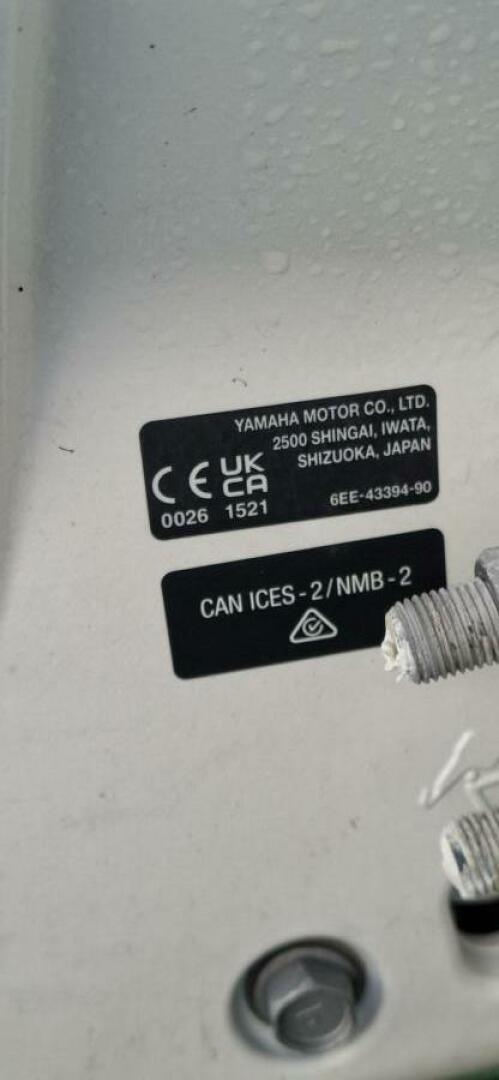 YAMAHA MOTOR CO., LTD.
2500 SHINGAI, IWATA,
SHIZUOKA, JAPAN
CE UK
CA
0026 1521
6EE-43394-90
CAN ICES-2/NMB-2